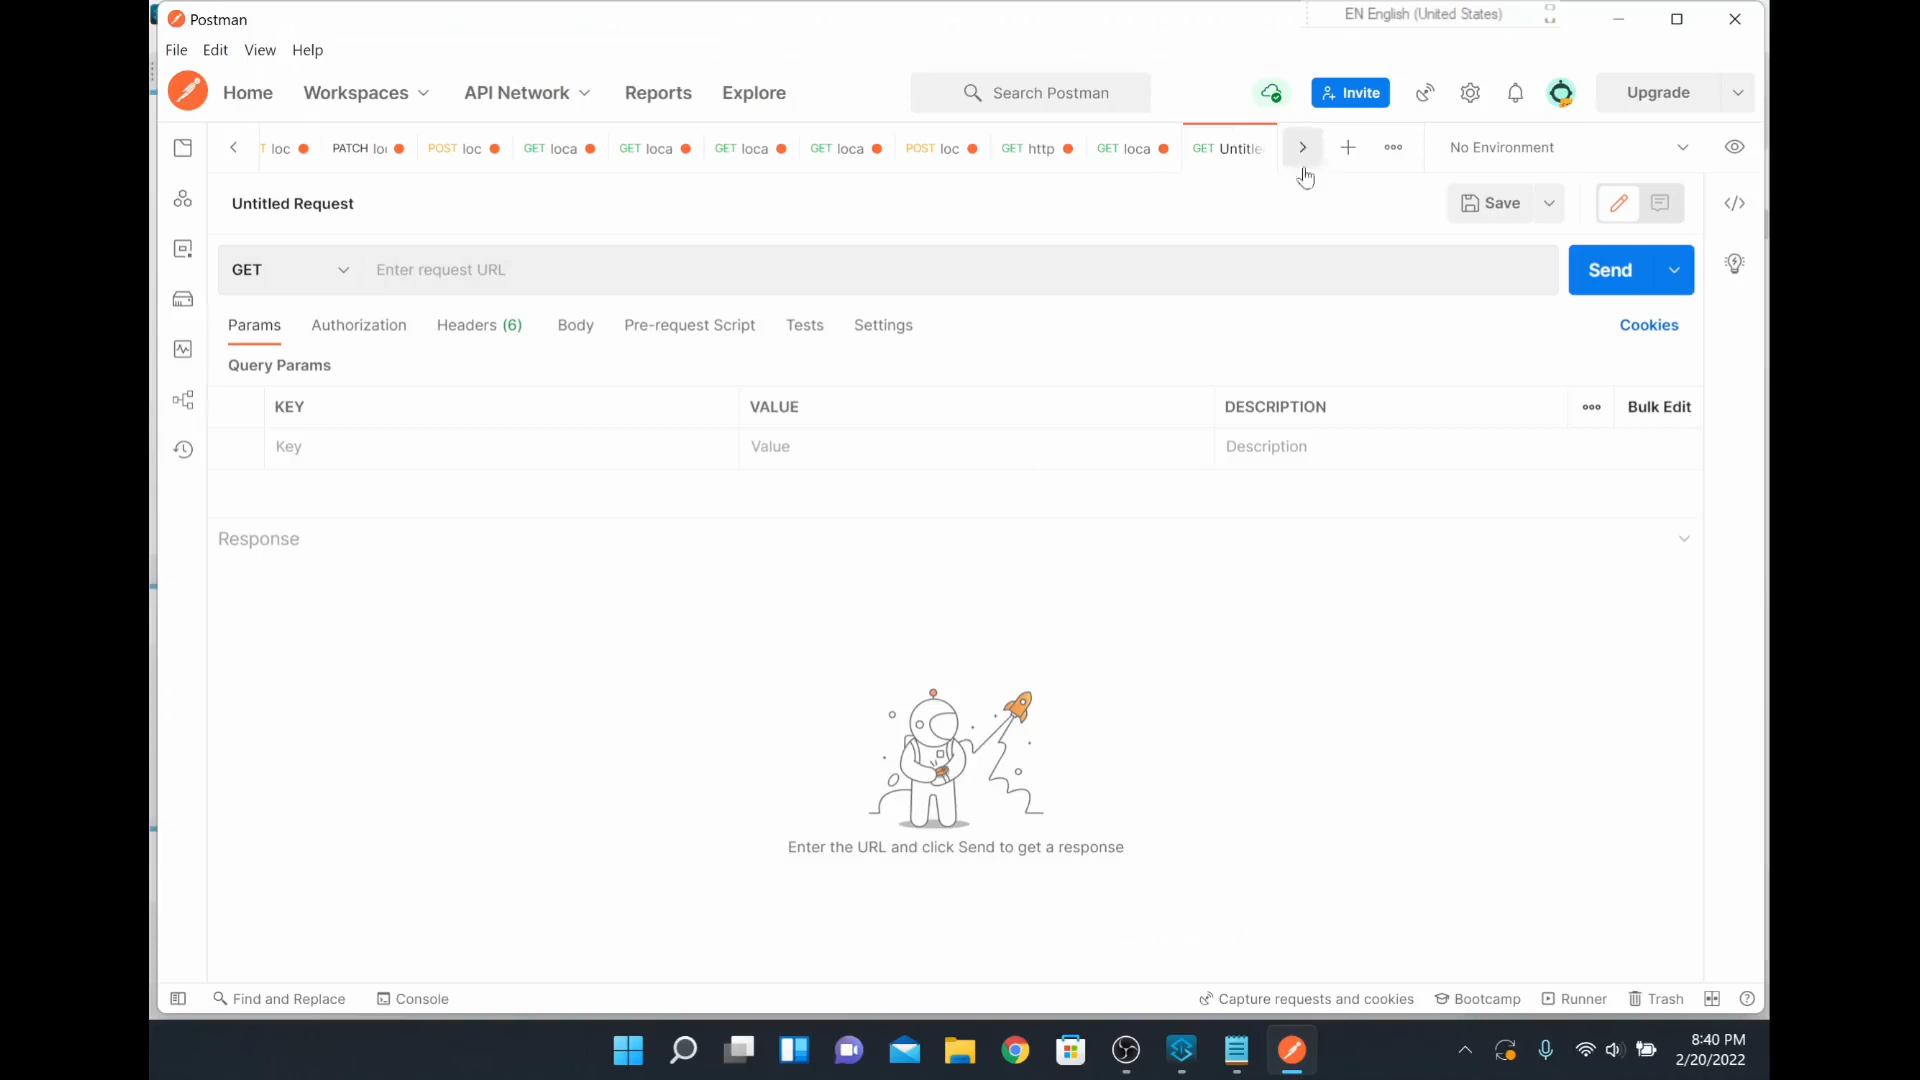 Postman
EN English (United States)
File Edit View Help
Home Workspaces API Network Reports Explore Search Postman Invite Upgrade
T loc PATCH loc POST loc GET loca GET loca GET loca GET loca POST loc GET http GET loca GET Untitle No Environment
Untitled Request Save
GET Enter request URL Send
Params Authorization Headers (6) Body Pre-request Script Tests Settings Cookies
Query Params
KEY VALUE DESCRIPTION Bulk Edit
Key Value Description
Response
Enter the URL and click Send to get a response
Find and Replace Console Capture requests and cookies Bootcamp Runner Trash
8:40 PM
2/20/2022